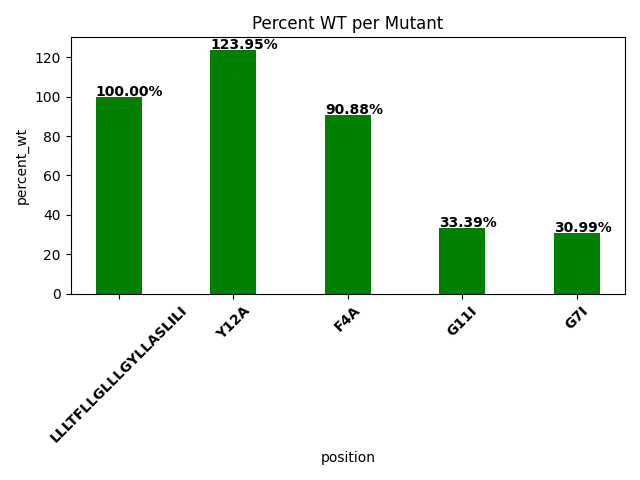 Percent WT per Mutant
percent_wt
120
100
80
60
40
20
0
100.00%
123.95%
90.88%
33.39%
30.99%
LLLTFLLGLLLGYLLASLILI
Y12A
F4A
G11I
G7I
position